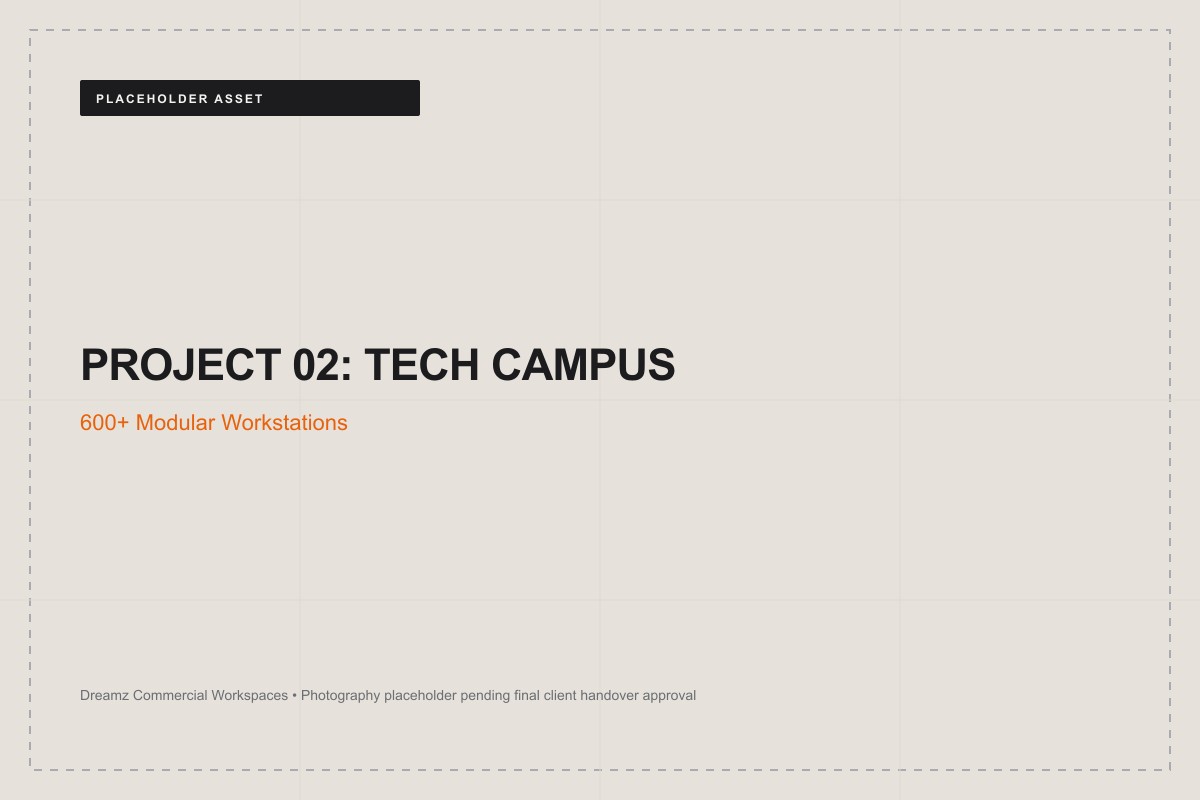 PLACEHOLDER ASSET
PROJECT 02: TECH CAMPUS
600+ Modular Workstations
Dreamz Commercial Workspaces • Photography placeholder pending final client handover approval